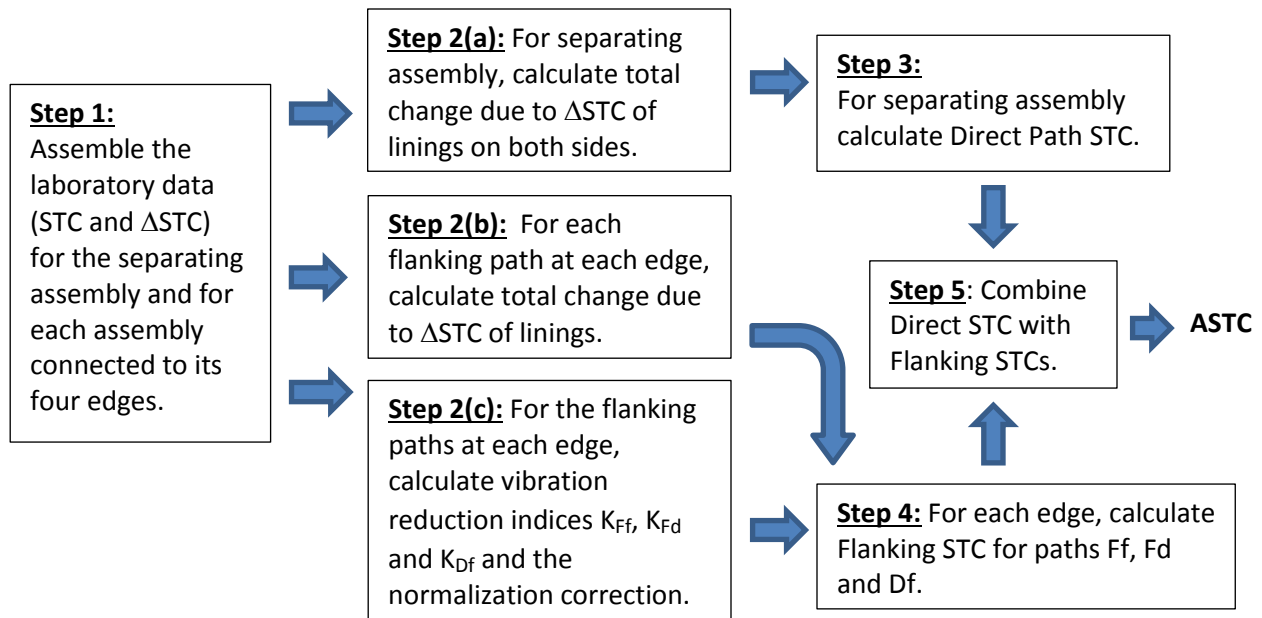 Step 1:
Assemble the
laboratory data
(STC and ∆STC)
for the separating
assembly and for
each assembly
connected to its
four edges.
Step 2(a): For separating
assembly, calculate total
change due to ∆STC of
linings on both sides.
Step 2(b): For each
flanking path at each edge,
calculate total change due
to ∆STC of linings.
Step 2(c): For the flanking
paths at each edge,
calculate vibration
reduction indices KFf, KFd
and KDf and the
normalization correction.
Step 3:
For separating assembly
calculate Direct Path STC.
Step 4: For each edge, calculate
Flanking STC for paths Ff, Fd
and Df.
Step 5: Combine
Direct STC with
Flanking STCs.
ASTC